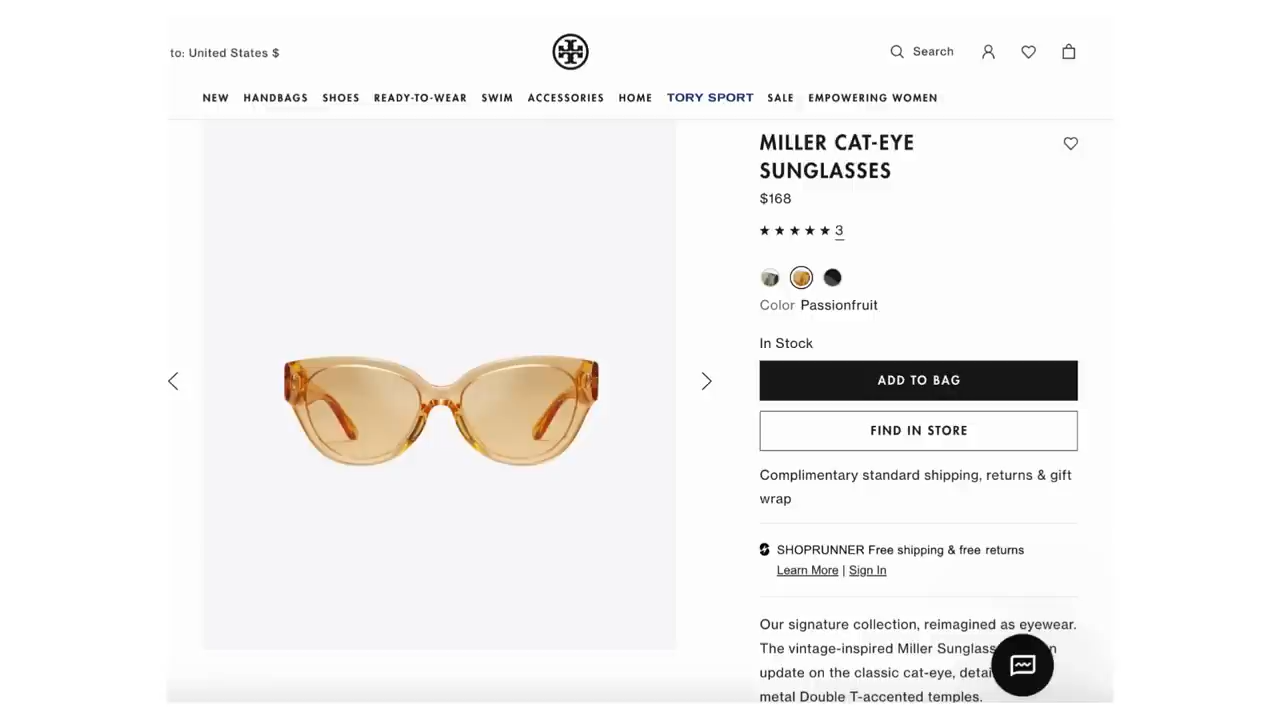 to: United States $
Search
NEW HANDBAGS SHOES READY-TO-WEAR SWIM ACCESSORIES HOME TORY SPORT SALE EMPOWERING WOMEN
MILLER CAT-EYE
SUNGLASSES
$168
3
Color Passionfruit
In Stock
ADD TO BAG
FIND IN STORE
Complimentary standard shipping, returns & gift
wrap
SHOPRUNNER Free shipping & free returns
Learn More | Sign In
Our signature collection, reimagined as eyewear.
The vintage-inspired Miller
update on the classic cat-eye,
metal Double T-accented temples.